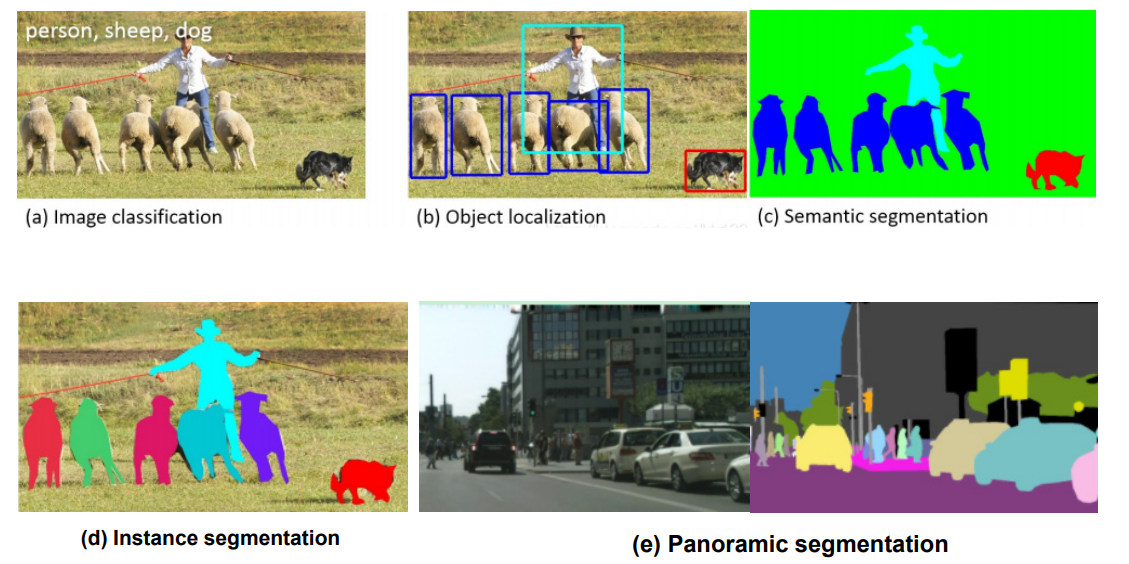 person, sheep, dog
(a) Image classification
(b) Object localization
(c) Semantic segmentation
(d) Instance segmentation
(e) Panoramic segmentation